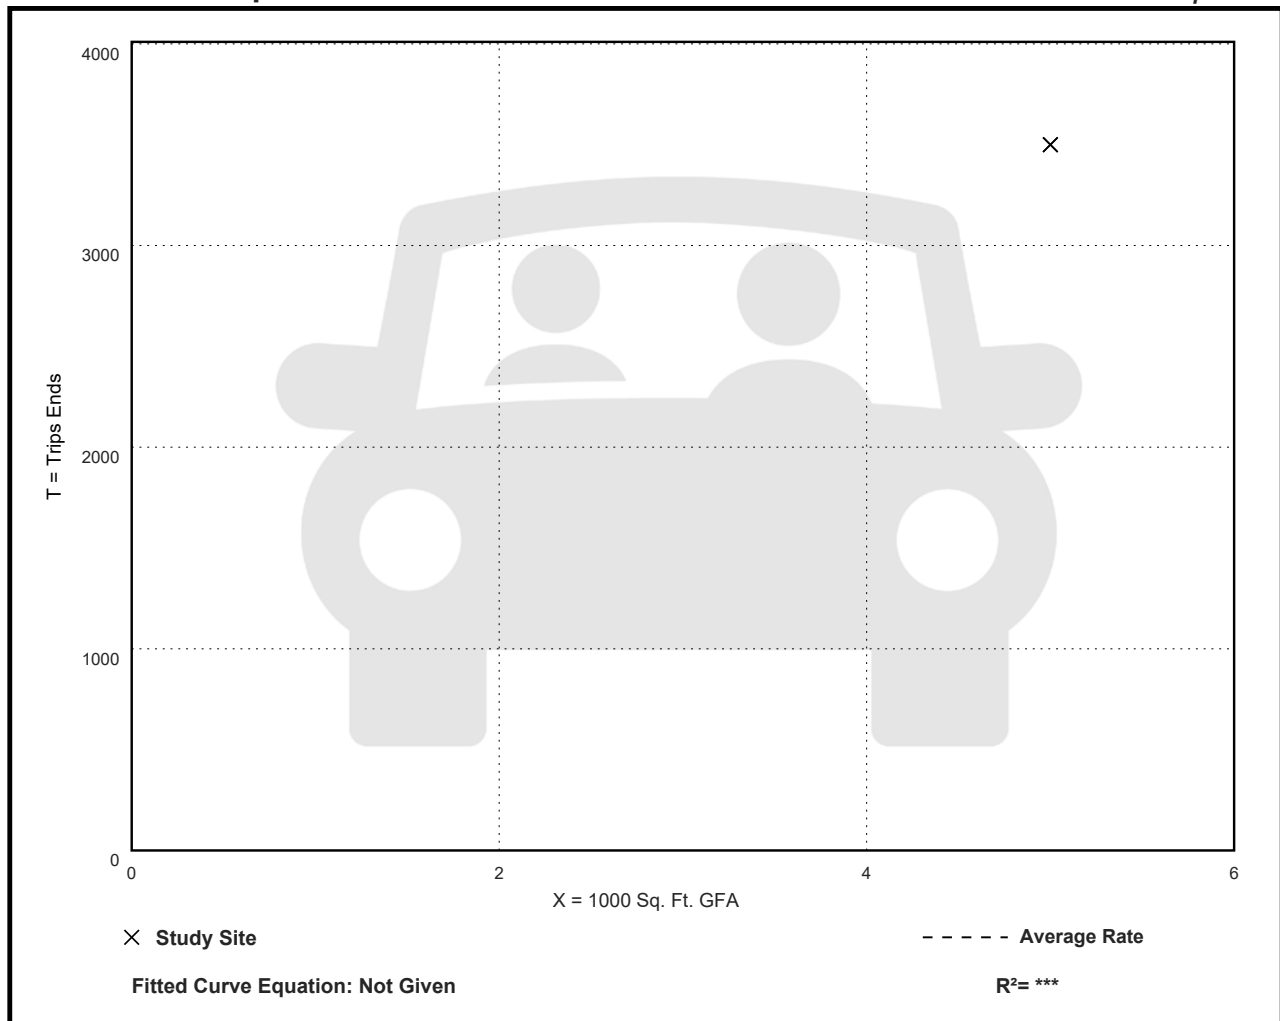 4000
3000
2000
1000
0
T = Trips Ends
0 2 4 6
X = 1000 Sq. Ft. GFA
Study Site
Average Rate
Fitted Curve Equation: Not Given
R²= ***